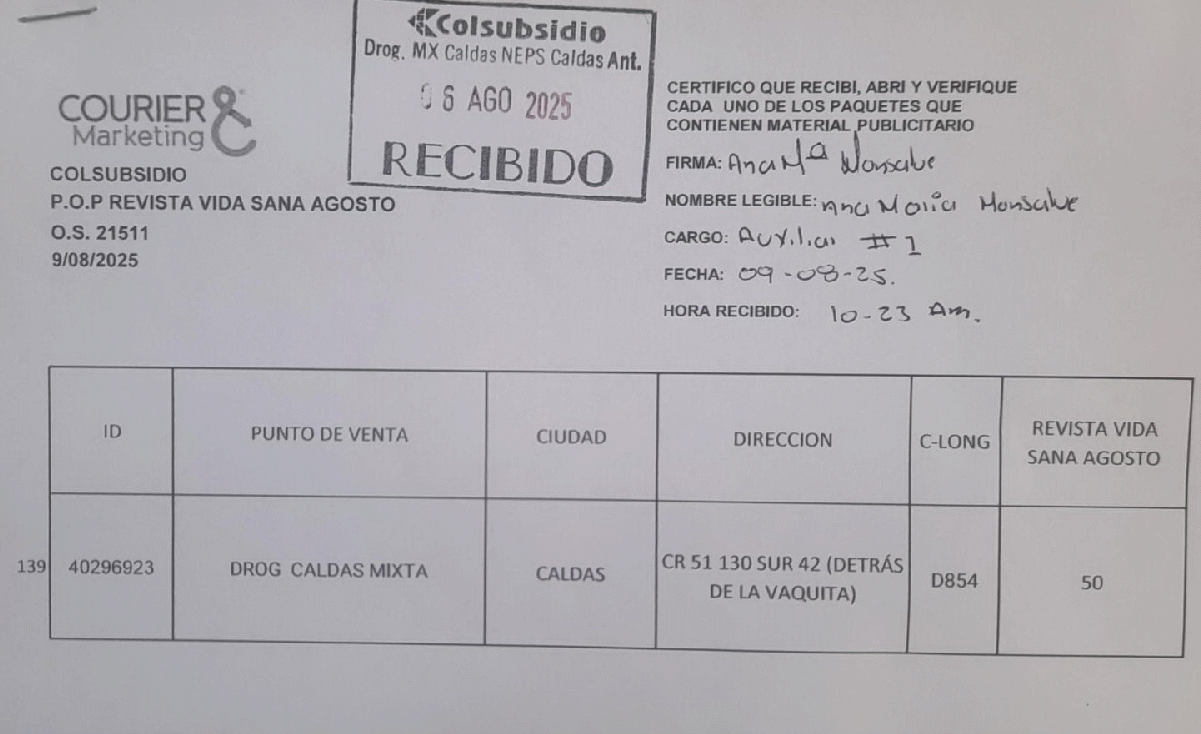 Colsubsidio
Drog. MX Caldas NEPS Caldas Ant.
06 AGO 2025
RECIBIDO
COURIER &
Marketing
COLSUBSIDIO
P.O.P REVISTA VIDA SANA AGOSTO
O.S. 21511
9/08/2025
CERTIFICO QUE RECIBI, ABRI Y VERIFIQUE
CADA UNO DE LOS PAQUETES QUE
CONTIENEN MATERIAL PUBLICITARIO
FIRMA: Ana Mª Monsalve
NOMBRE LEGIBLE: Ana Maria Monsalve
CARGO: Auxiliar #1
FECHA: 09-08-25.
HORA RECIBIDO: 10-23 Am.
ID PUNTO DE VENTA CIUDAD DIRECCION C-LONG REVISTA VIDA
SANA AGOSTO
139 40296923 DROG CALDAS MIXTA CALDAS CR 51 130 SUR 42 (DETRÁS
DE LA VAQUITA) D854 50